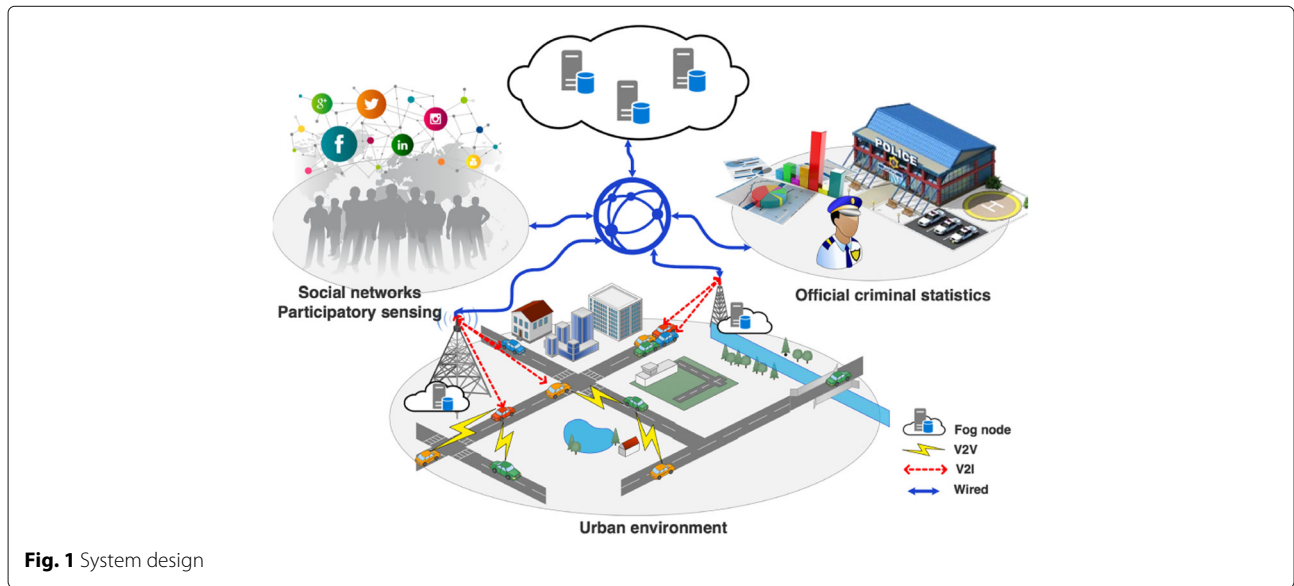 g+
f
in
POLICE
H
Social networks
Participatory sensing
Official criminal statistics
Fog node
V2V
V2I
Wired
Urban environment
Fig. 1 System design